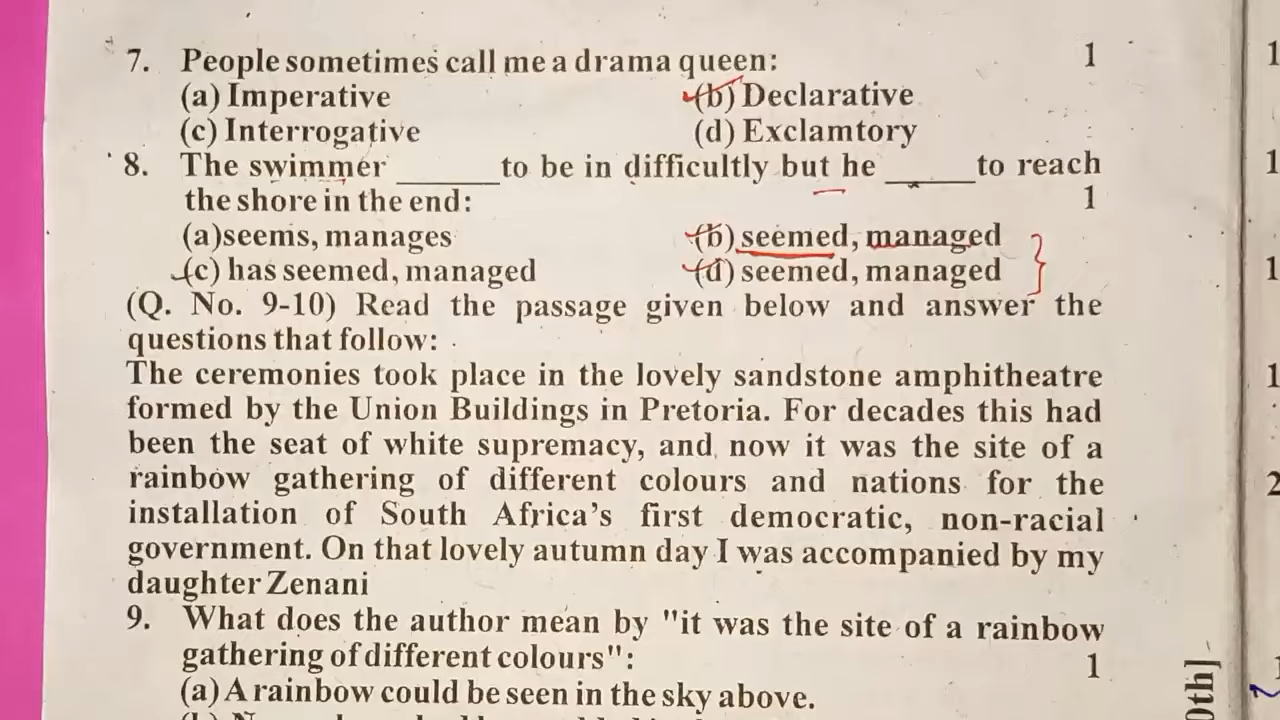 7. People sometimes call me a drama queen: 1
(a) Imperative (b) Declarative
(c) Interrogative (d) Exclamtory
8. The swimmer ______ to be in difficultly but he _____ to reach
the shore in the end: 1
(a)seems, manages (b) seemed, managed
(c) has seemed, managed (d) seemed, managed
(Q. No. 9-10) Read the passage given below and answer the
questions that follow:
The ceremonies took place in the lovely sandstone amphitheatre
formed by the Union Buildings in Pretoria. For decades this had
been the seat of white supremacy, and now it was the site of a
rainbow gathering of different colours and nations for the
installation of South Africa's first democratic, non-racial
government. On that lovely autumn day I was accompanied by my
daughter Zenani
9. What does the author mean by "it was the site of a rainbow
gathering of different colours": 1
(a) A rainbow could be seen in the sky above.
0th]
1
1
1
1
2